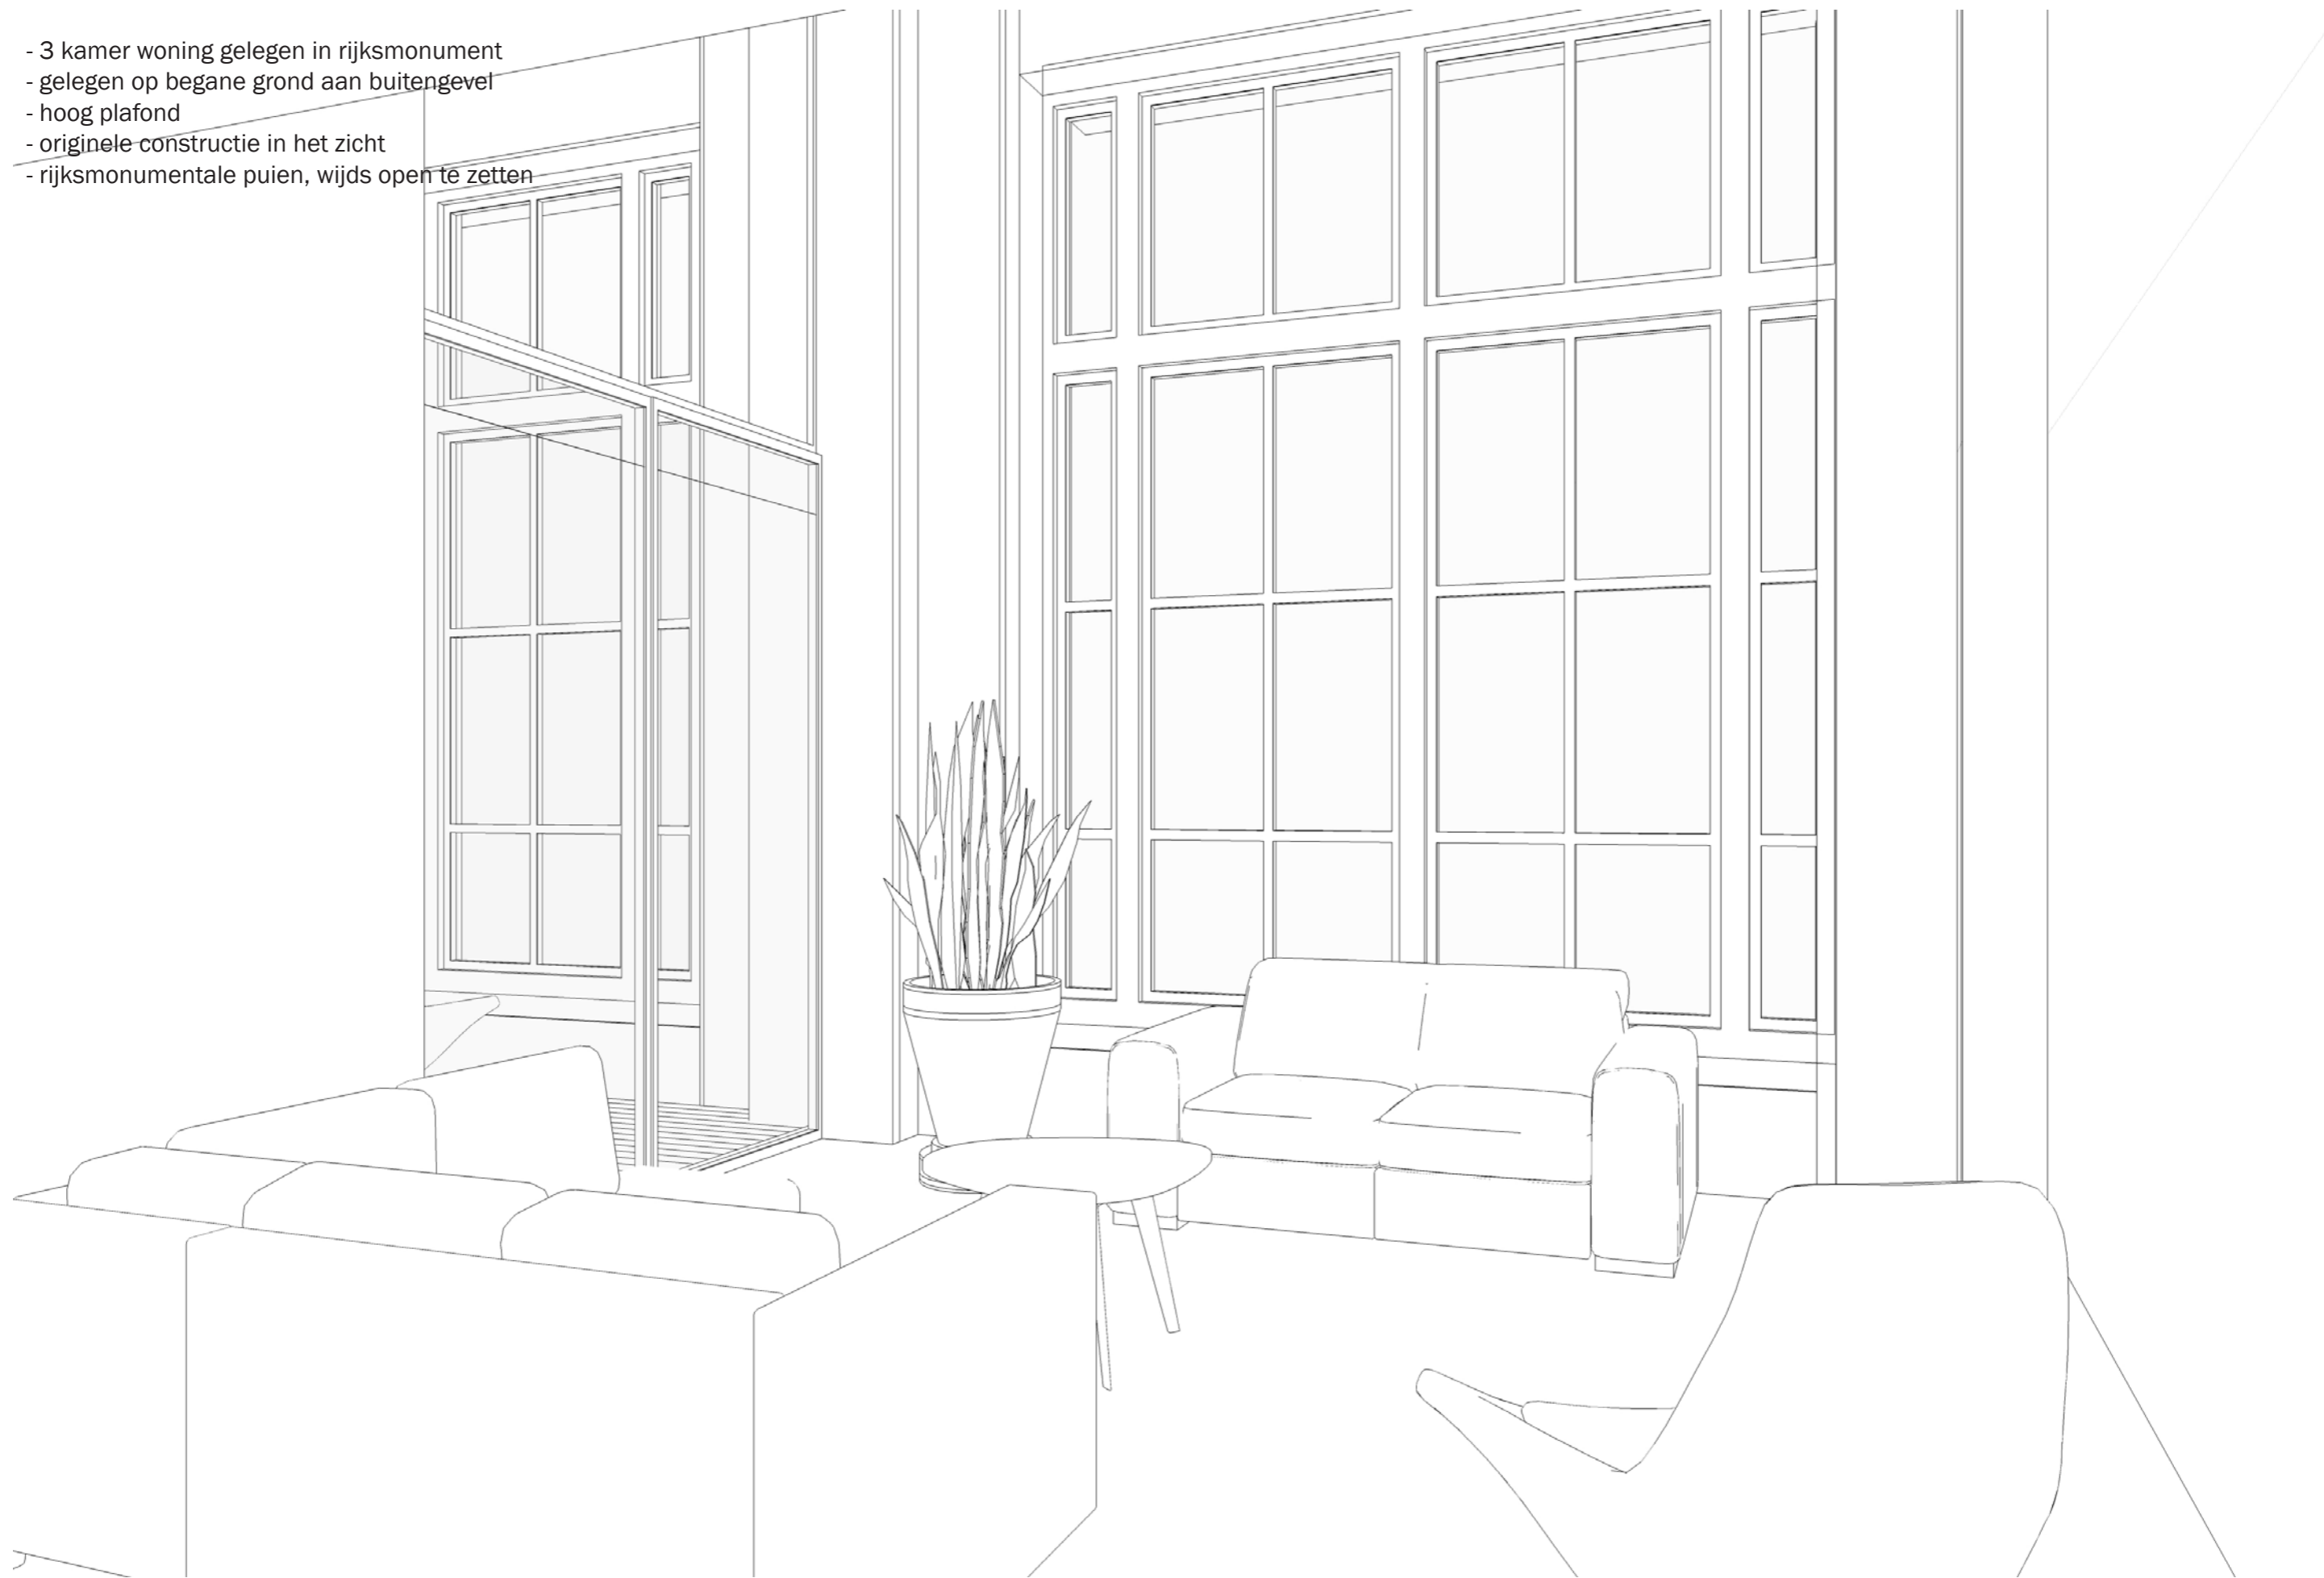 - 3 kamer woning gelegen in rijksmonument
- gelegen op begane grond aan buitengevel
- hoog plafond
- originele constructie in het zicht
- rijksmonumentale puien, wijds open te zetten